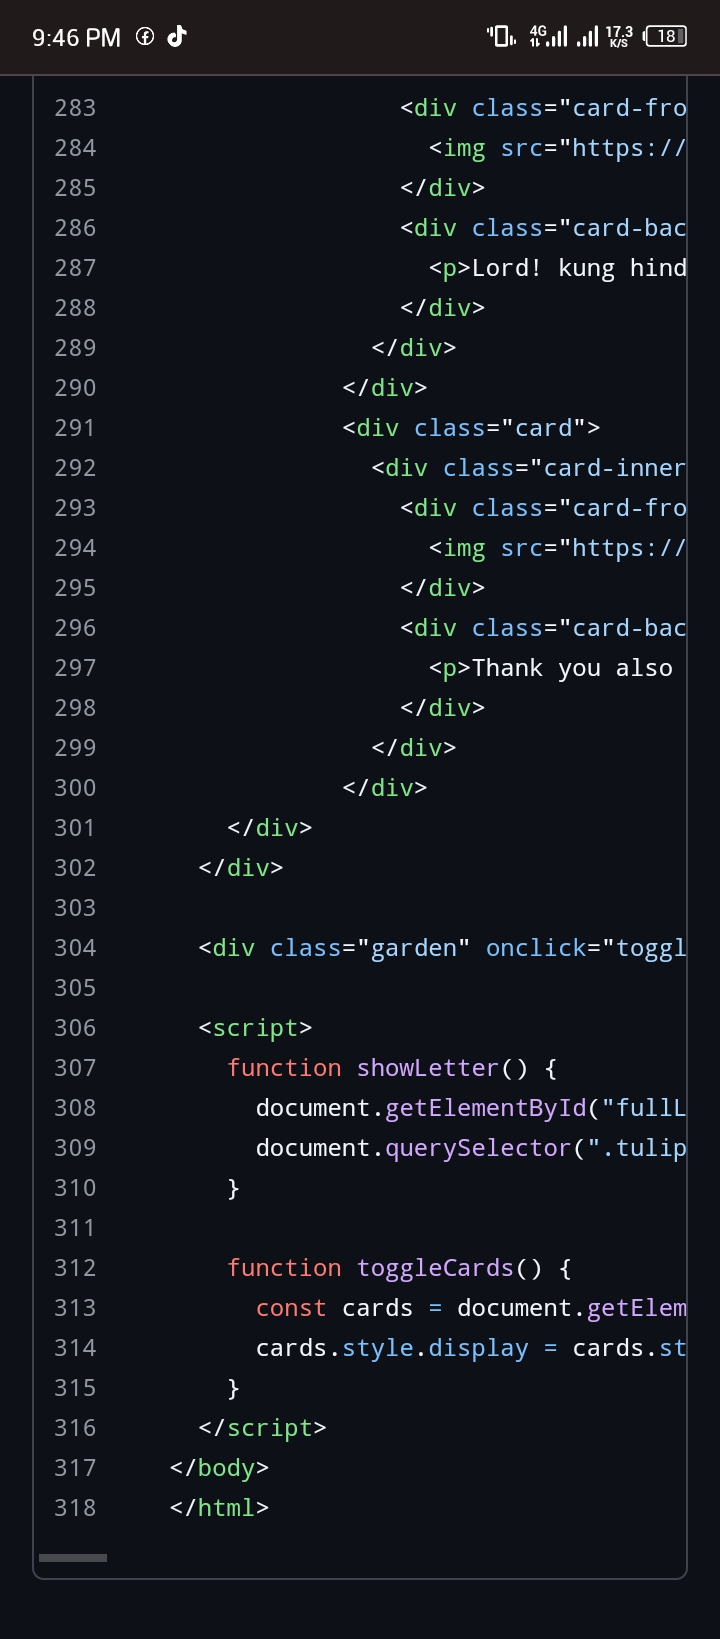 9:46 PM 4G 17.3 K/S 18
283 <div class="card-fro
284 <img src="https://
285 </div>
286 <div class="card-bac
287 <p>Lord! kung hind
288 </div>
289 </div>
290 </div>
291 <div class="card">
292 <div class="card-inner
293 <div class="card-fro
294 <img src="https://
295 </div>
296 <div class="card-bac
297 <p>Thank you also
298 </div>
299 </div>
300 </div>
301 </div>
302 </div>
303
304 <div class="garden" onclick="toggl
305
306 <script>
307 function showLetter() {
308 document.getElementById("fullL
309 document.querySelector(".tulip
310 }
311
312 function toggleCards() {
313 const cards = document.getElem
314 cards.style.display = cards.st
315 }
316 </script>
317 </body>
318 </html>